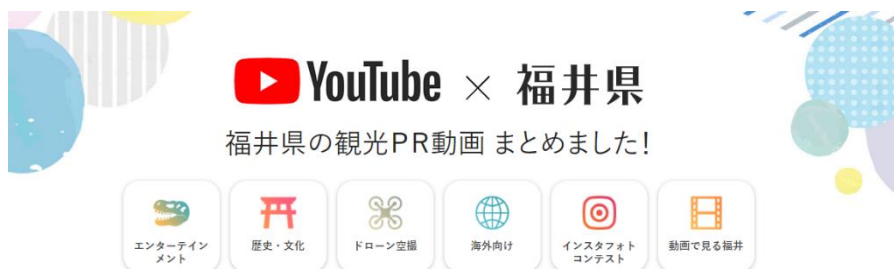 YouTube × 福井県
福井県の観光PR動画 まとめました!
エンターテイン
メント
歴史・文化
ドローン空撮
海外向け
インスタフォト
コンテスト
動画で見る福井